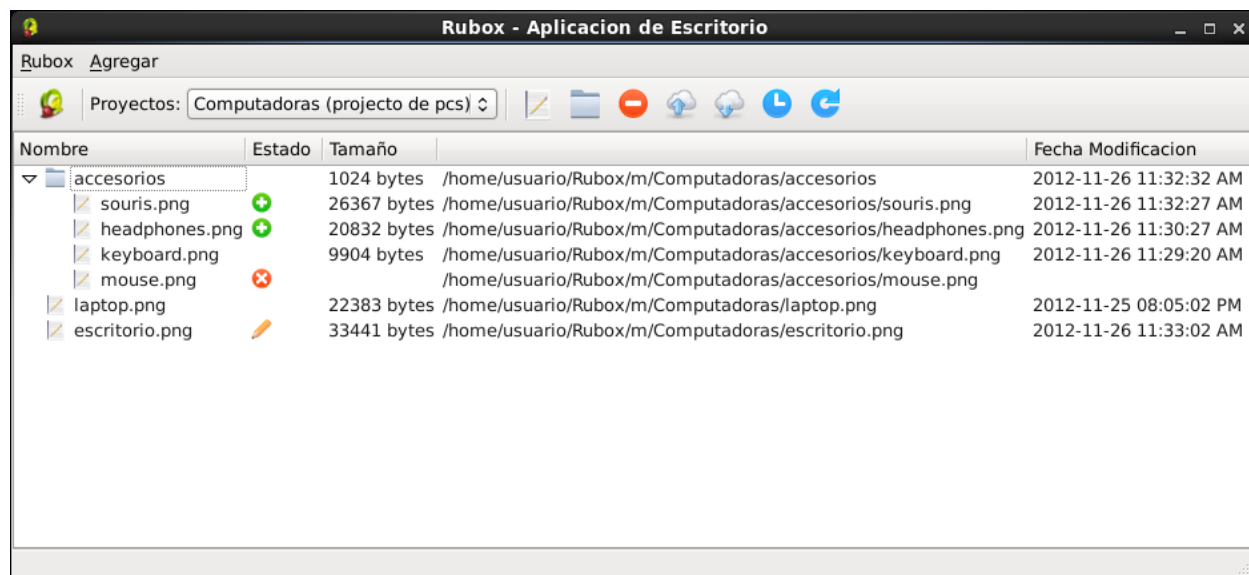 Rubox - Aplicacion de Escritorio
Rubox Agregar
Proyectos: Computadoras (projecto de pcs)
Nombre Estado Tamaño Fecha Modificacion
accesorios 1024 bytes /home/usuario/Rubox/m/Computadoras/accesorios 2012-11-26 11:32:32 AM
souris.png 26367 bytes /home/usuario/Rubox/m/Computadoras/accesorios/souris.png 2012-11-26 11:32:27 AM
headphones.png 20832 bytes /home/usuario/Rubox/m/Computadoras/accesorios/headphones.png 2012-11-26 11:30:27 AM
keyboard.png 9904 bytes /home/usuario/Rubox/m/Computadoras/accesorios/keyboard.png 2012-11-26 11:29:20 AM
mouse.png /home/usuario/Rubox/m/Computadoras/accesorios/mouse.png
laptop.png 22383 bytes /home/usuario/Rubox/m/Computadoras/laptop.png 2012-11-25 08:05:02 PM
escritorio.png 33441 bytes /home/usuario/Rubox/m/Computadoras/escritorio.png 2012-11-26 11:33:02 AM